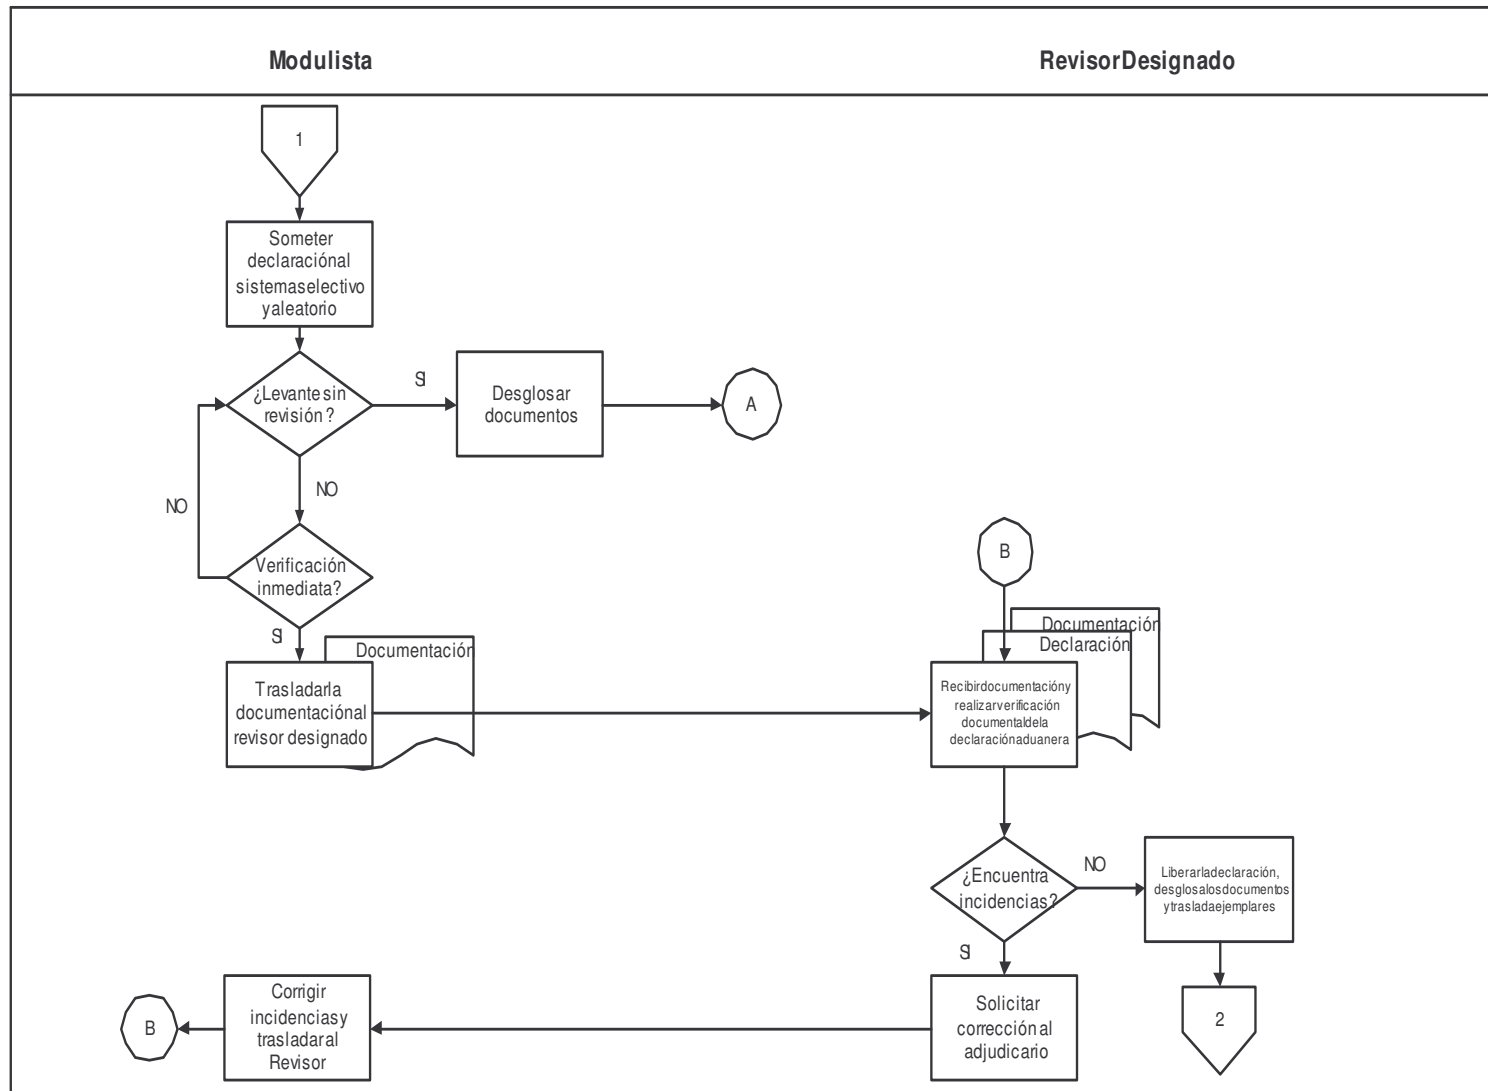 Modulista
RevisorDesignado
1
Someter
declaraciónal
sistemaselectivo
yaleatorio
¿Levante sin
revisión ?
SI
Desglosar
documentos
A
NO
NO
Verificación
inmediata?
SI
Documentación
Trasladarla
documentaciónal
revisor designado
B
Documentación
Declaración
Recibirdocumentacióny
realizarverificación
documentaldela
declaraciónaduanera
¿Encuentra
incidencias?
NO
Liberarladeclaración,
desglosalosdocumentos
ytrasladaejemplares
SI
Solicitar
corrección al
adjudicario
2
Corrigir
incidenciasy
trasladaral
Revisor
B